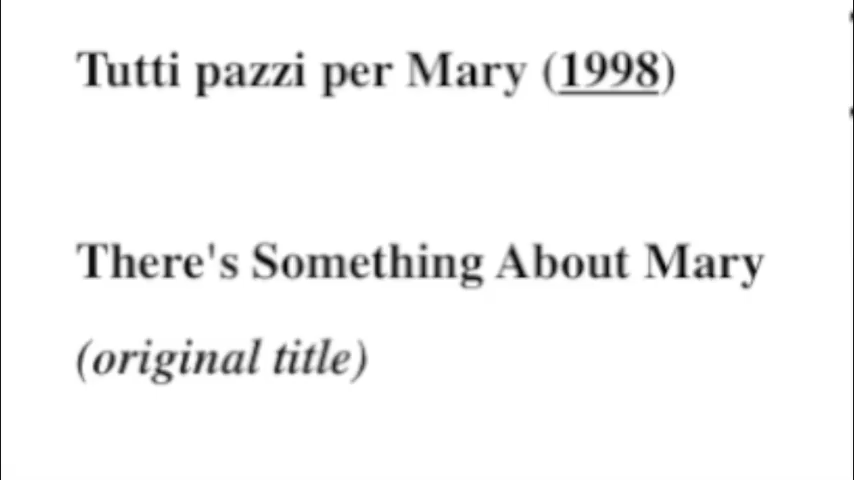 Tutti pazzi per Mary (1998)
There's Something About Mary
(original title)